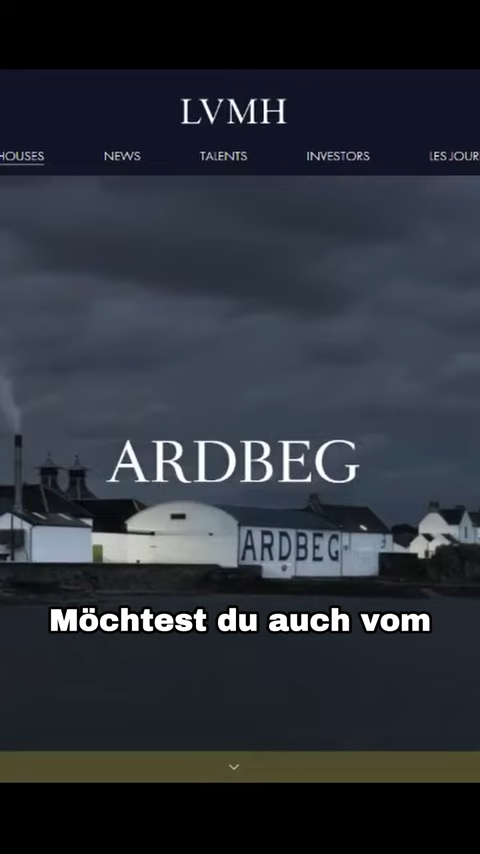 LVMH
HOUSES NEWS TALENTS INVESTORS LES JOUR
ARDBEG
ARDBEG
Möchtest du auch vom